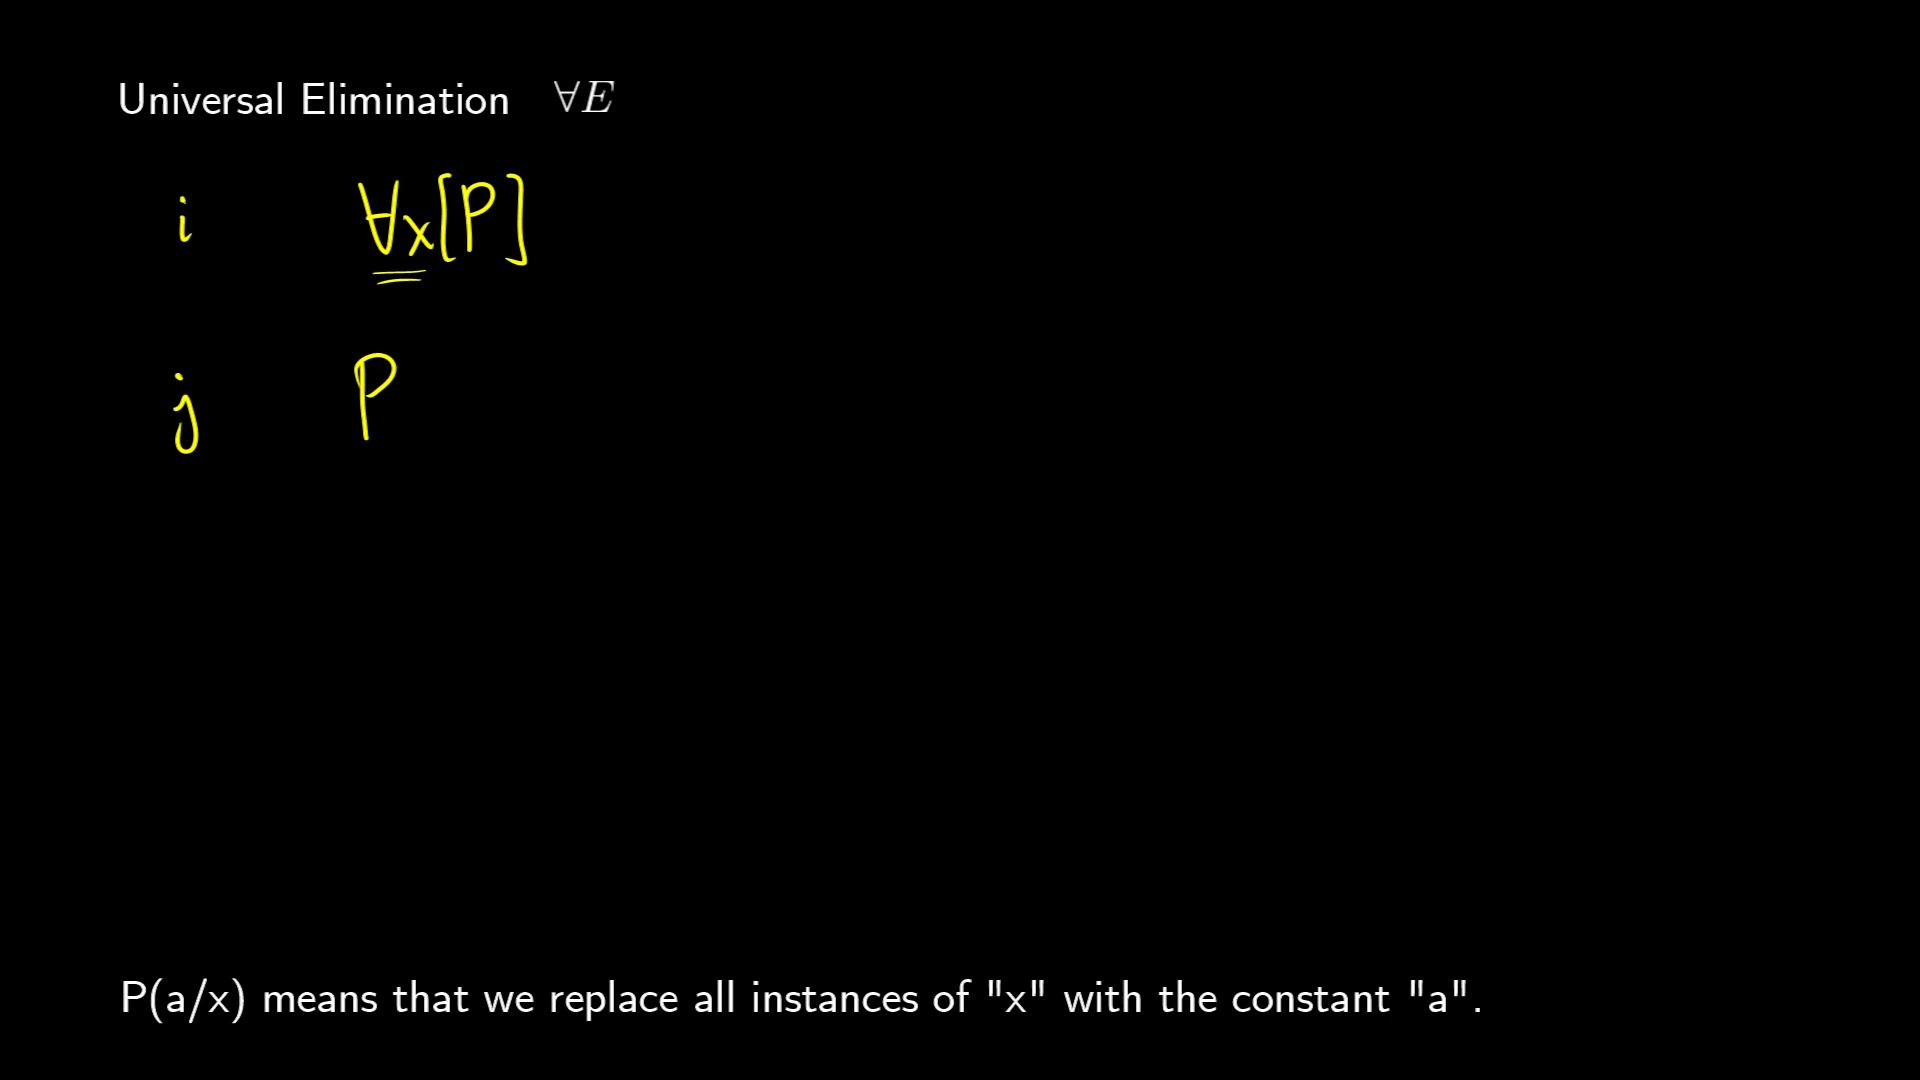 Universal Elimination ∀E
i ∀x[P]
j P
P(a/x) means that we replace all instances of "x" with the constant "a".